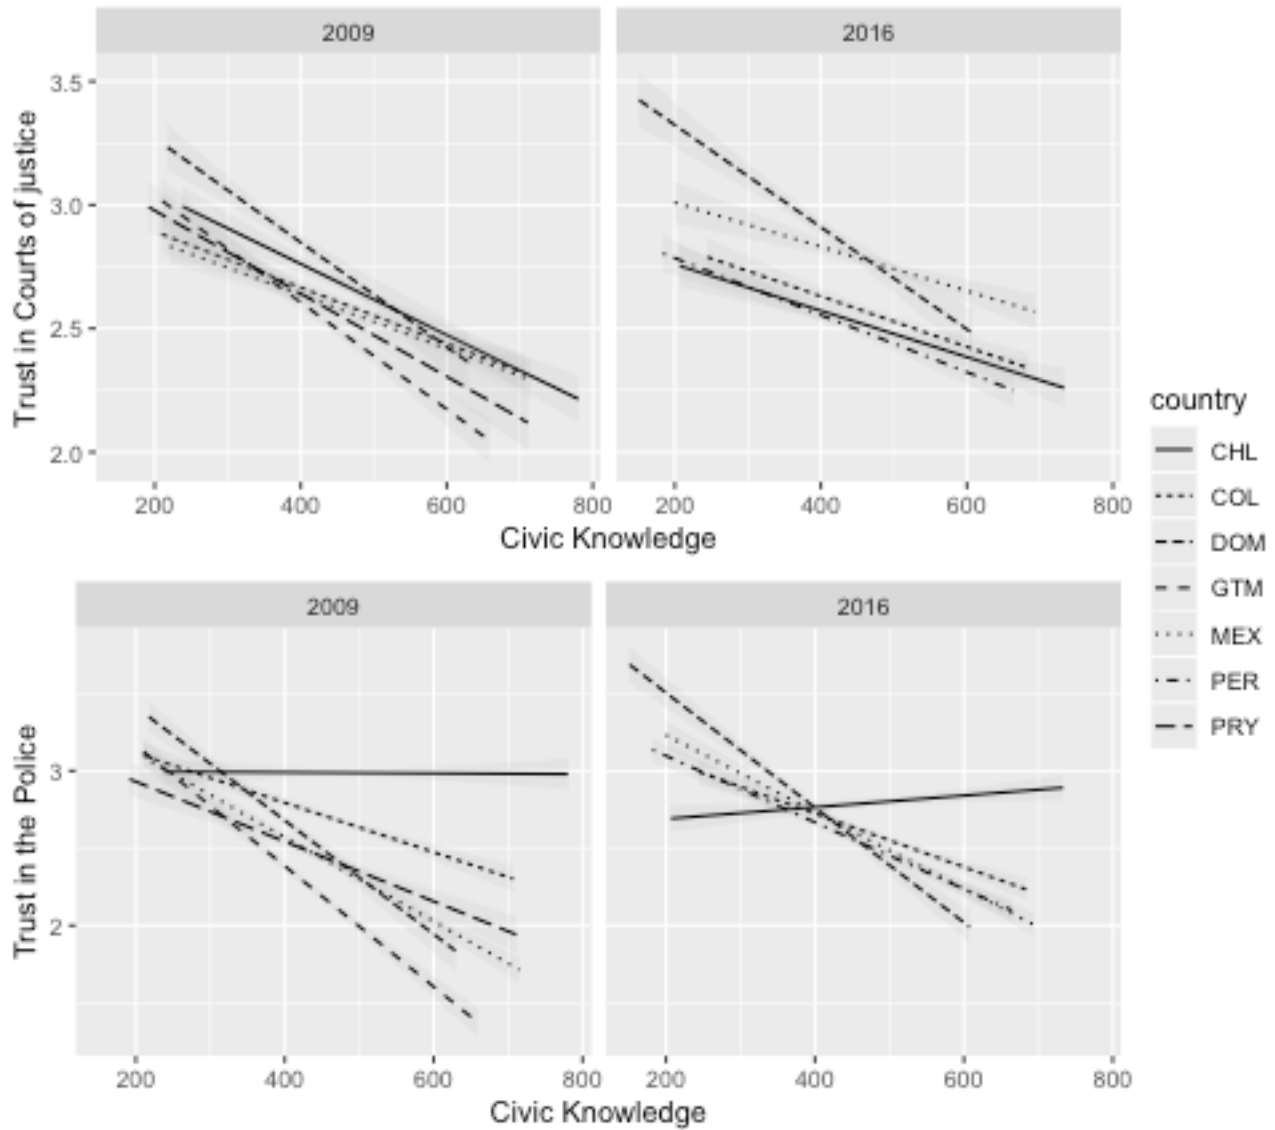 2009
2016
3.5
3.0
2.5
2.0
Trust in Courts of justice
200
400
600
800
200
400
600
800
Civic Knowledge
2009
2016
3
2
Trust in the Police
200
400
600
800
200
400
600
800
Civic Knowledge
country
CHL
COL
DOM
GTM
MEX
PER
PRY